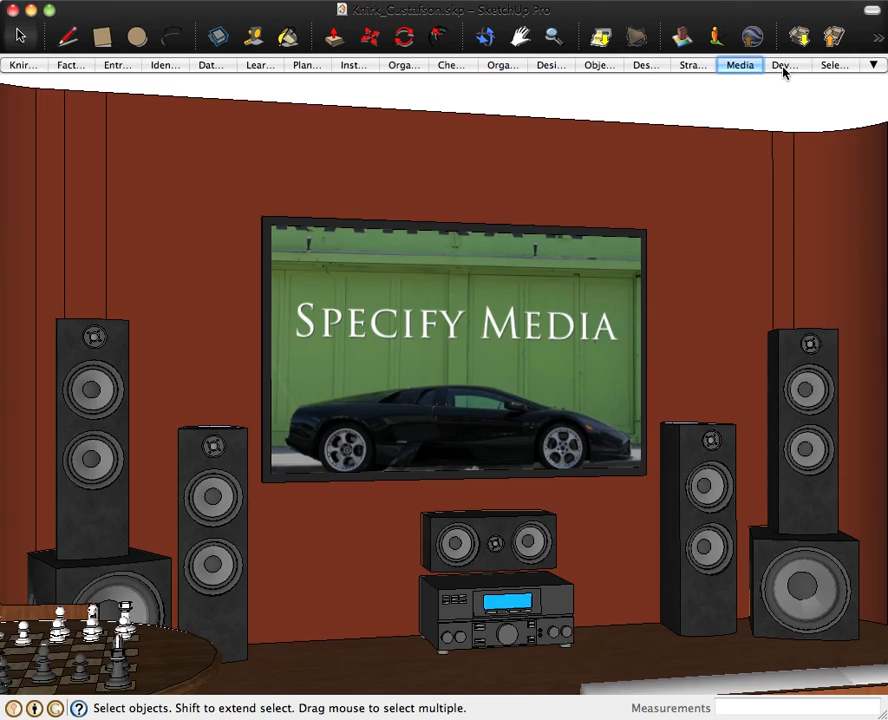 Knirk_Gustafson.skp – SketchUp Pro
Knir... Fact... Entr... Iden... Dat... Lear... Plan... Inst... Orga... Che... Orga... Desi... Obje... Des... Stra... Media Dev... Sele...
SPECIFY MEDIA
Select objects. Shift to extend select. Drag mouse to select multiple.
Measurements